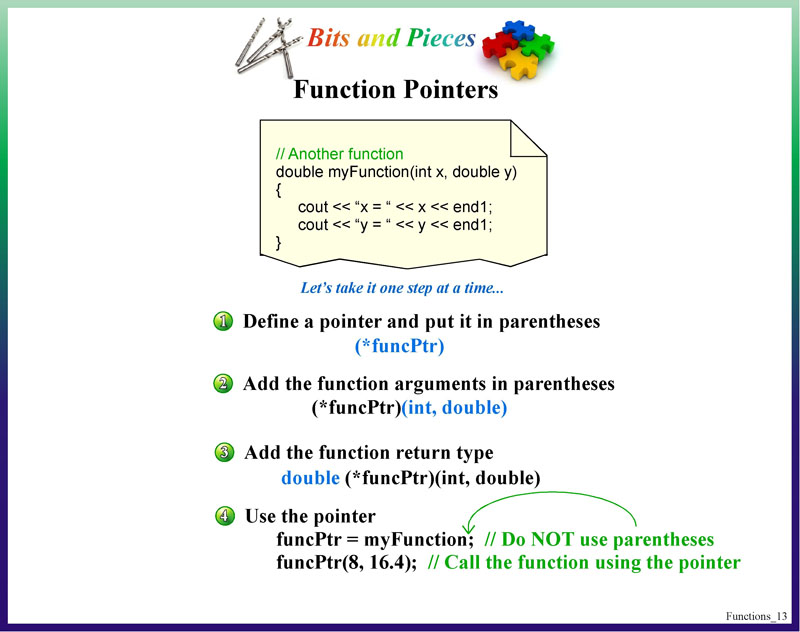 Bits and Pieces
Function Pointers
// Another function
double myFunction(int x, double y)
{
cout << “x = “ << x << end1;
cout << “y = “ << y << end1;
}
Let’s take it one step at a time...
1 Define a pointer and put it in parentheses
(*funcPtr)
2 Add the function arguments in parentheses
(*funcPtr)(int, double)
3 Add the function return type
double (*funcPtr)(int, double)
4 Use the pointer
funcPtr = myFunction; // Do NOT use parentheses
funcPtr(8, 16.4); // Call the function using the pointer
Functions_13